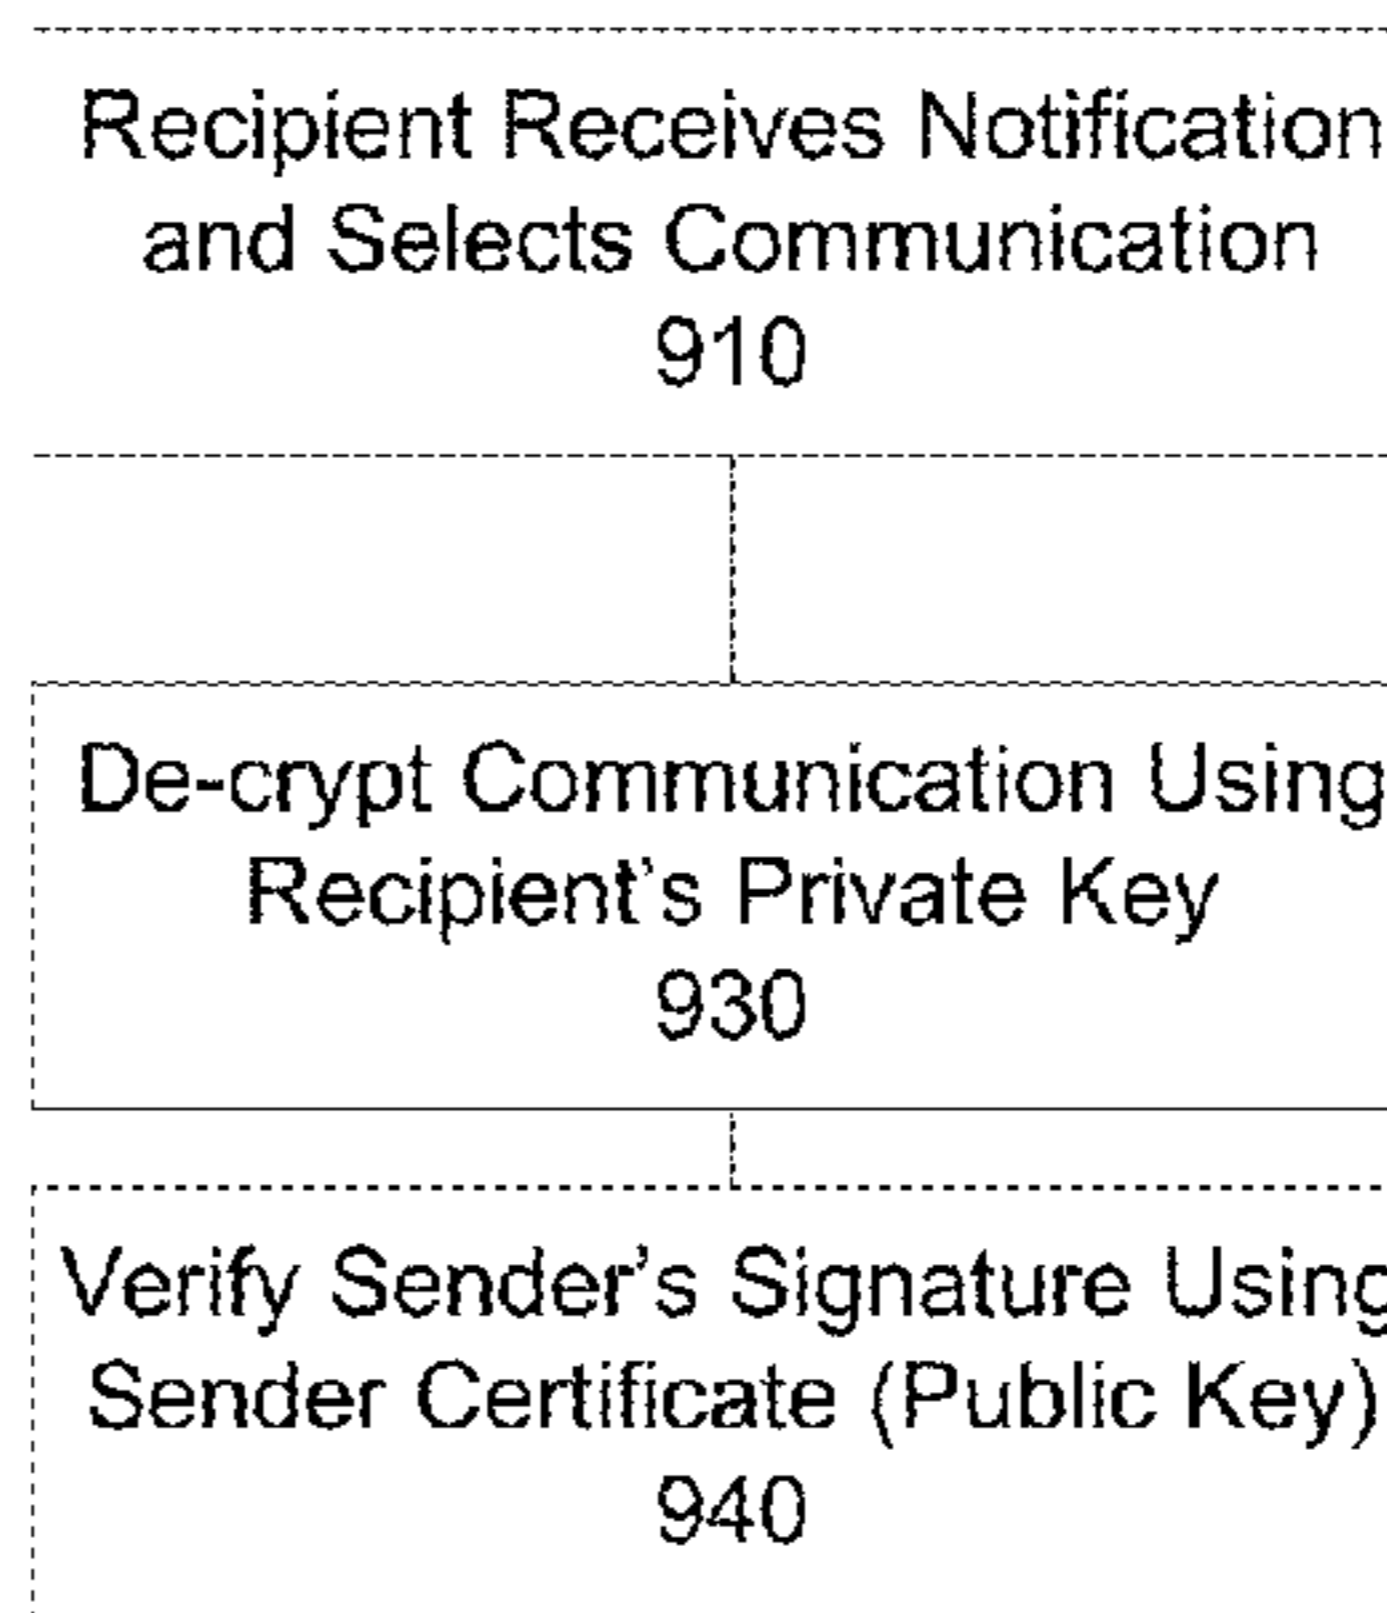 Recipient Receives Notification
and Selects Communication
910
De-crypt Communication Using
Recipient's Private Key
930
Verify Sender's Signature Using
Sender Certificate (Public Key)
940